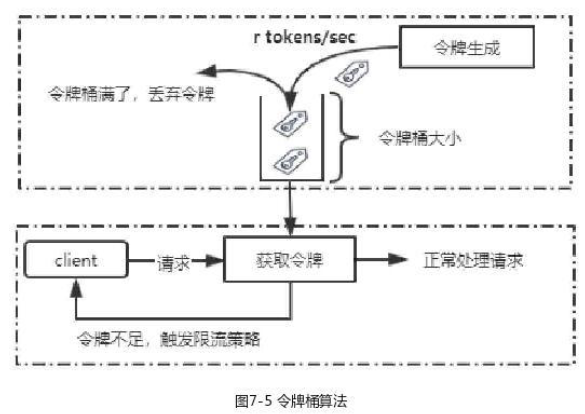 r tokens/sec
令牌生成
令牌桶满了，丢弃令牌
令牌桶大小
client
请求
获取令牌
正常处理请求
令牌不足，触发限流策略
图7-5 令牌桶算法